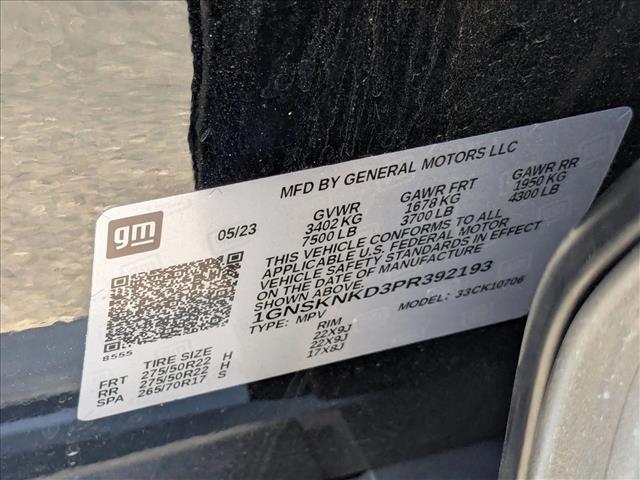 MFD BY GENERAL MOTORS LLC
gm
05/23
GVWR GAWR FRT GAWR RR
3402 KG 1678 KG 1950 KG
7500 LB 3700 LB 4300 LB
THIS VEHICLE CONFORMS TO ALL
APPLICABLE U.S. FEDERAL MOTOR
VEHICLE SAFETY STANDARDS IN EFFECT
ON THE DATE OF MANUFACTURE
SHOWN ABOVE.
1GNSKNKD3PR392193
TYPE: MPV MODEL: 33CK10706
8555
TIRE SIZE RIM
FRT 275/50R22 H 22X9J
RR 275/50R22 H 22X9J
SPA 265/70R17 S 17X8J